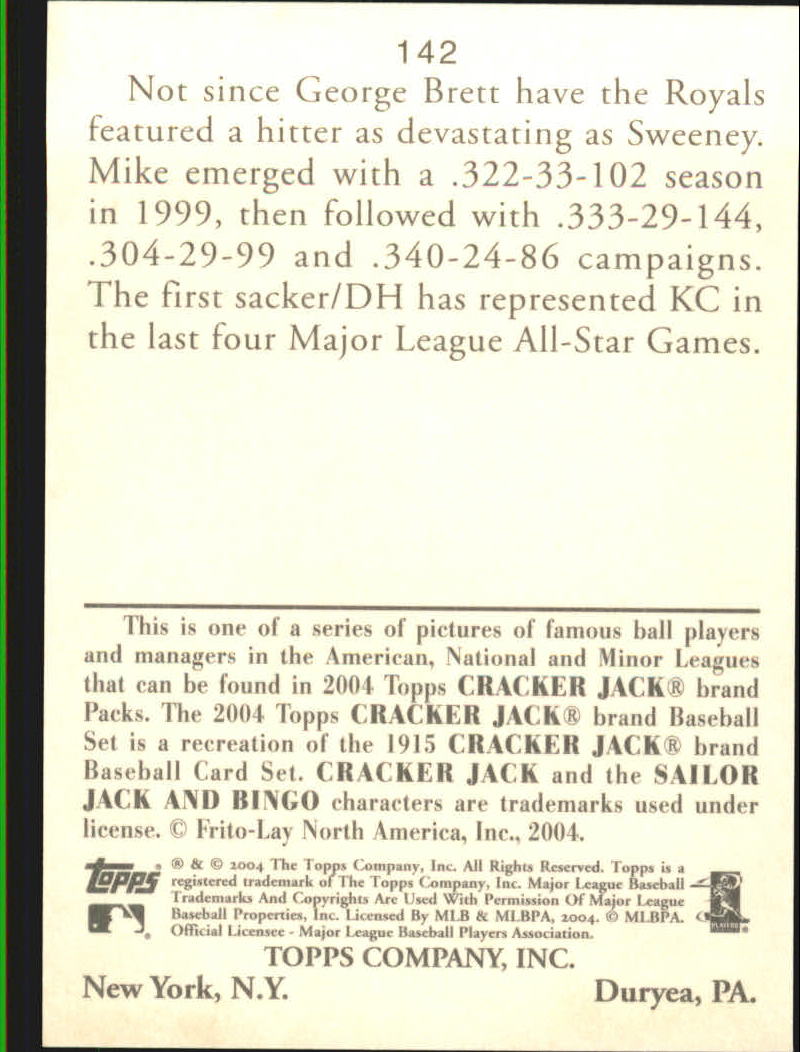 142
Not since George Brett have the Royals
featured a hitter as devastating as Sweeney.
Mike emerged with a .322-33-102 season
in 1999, then followed with .333-29-144,
.304-29-99 and .340-24-86 campaigns.
The first sacker/DH has represented KC in
the last four Major League All-Star Games.
This is one of a series of pictures of famous ball players
and managers in the American, National and Minor Leagues
that can be found in 2004 Topps CRACKER JACK® brand
Packs. The 2004 Topps CRACKER JACK® brand Baseball
Set is a recreation of the 1915 CRACKER JACK® brand
Baseball Card Set. CRACKER JACK and the SAILOR
JACK AND BINGO characters are trademarks used under
license. © Frito-Lay North America, Inc., 2004.
Topps ®
® & © 2004 The Topps Company, Inc. All Rights Reserved. Topps is a
registered trademark of The Topps Company, Inc. Major League Baseball
Trademarks And Copyrights Are Used With Permission Of Major League
Baseball Properties, Inc. Licensed By MLB & MLBPA, 2004. © MLBPA.
Official Licensee - Major League Baseball Players Association.
PLAYERS
TOPPS COMPANY, INC.
New York, N.Y. Duryea, PA.